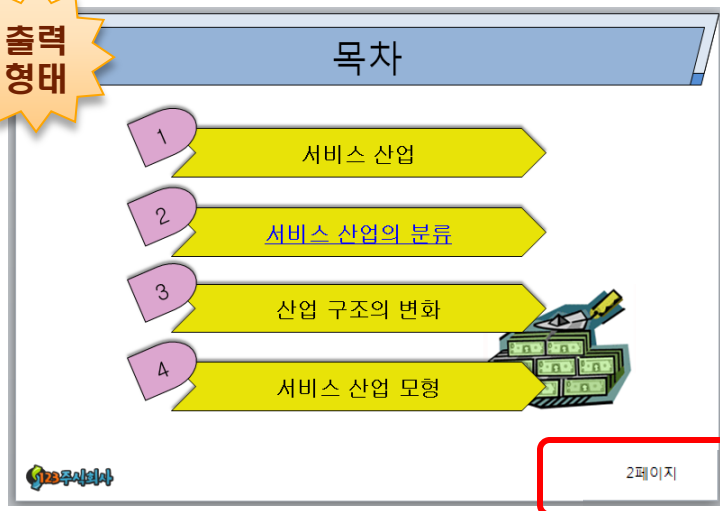 출력
형태
목차
1
서비스 산업
2
서비스 산업의 분류
3
산업 구조의 변화
4
서비스 산업 모형
123주식회사
2페이지